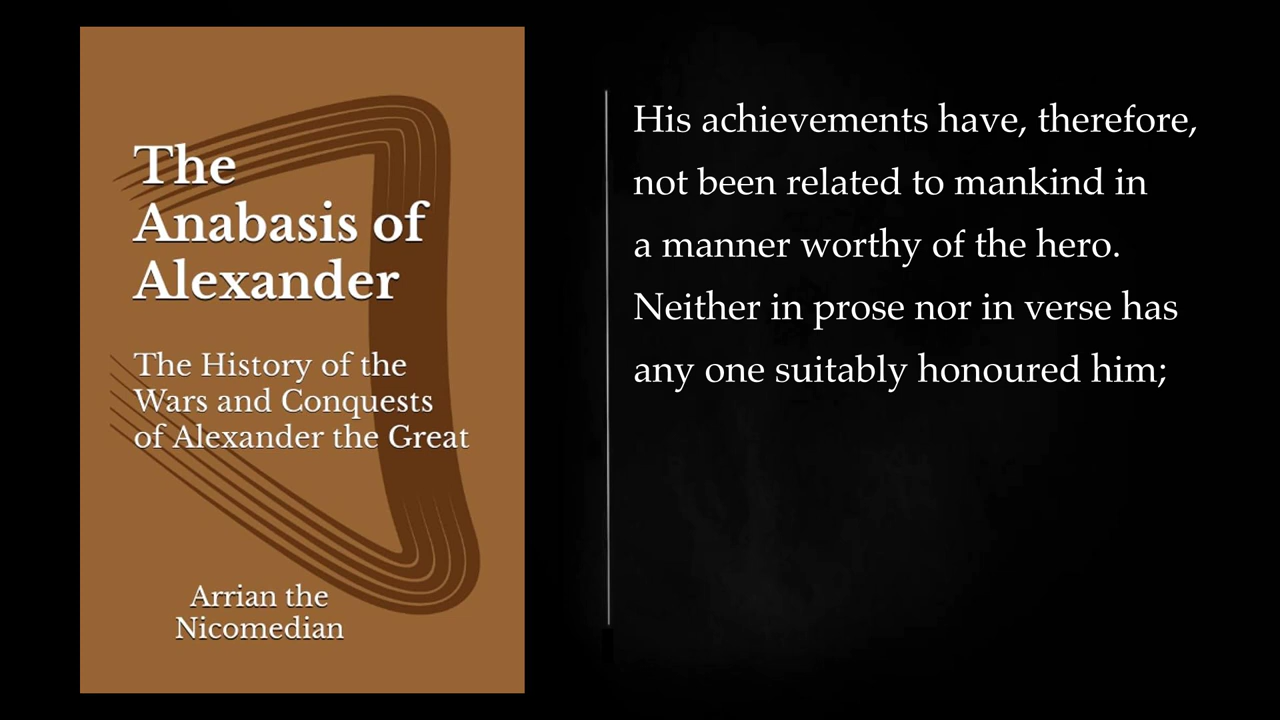 The
Anabasis of
Alexander
The History of the
Wars and Conquests
of Alexander the Great
Arrian the
Nicomedian
His achievements have, therefore,
not been related to mankind in
a manner worthy of the hero.
Neither in prose nor in verse has
any one suitably honoured him;